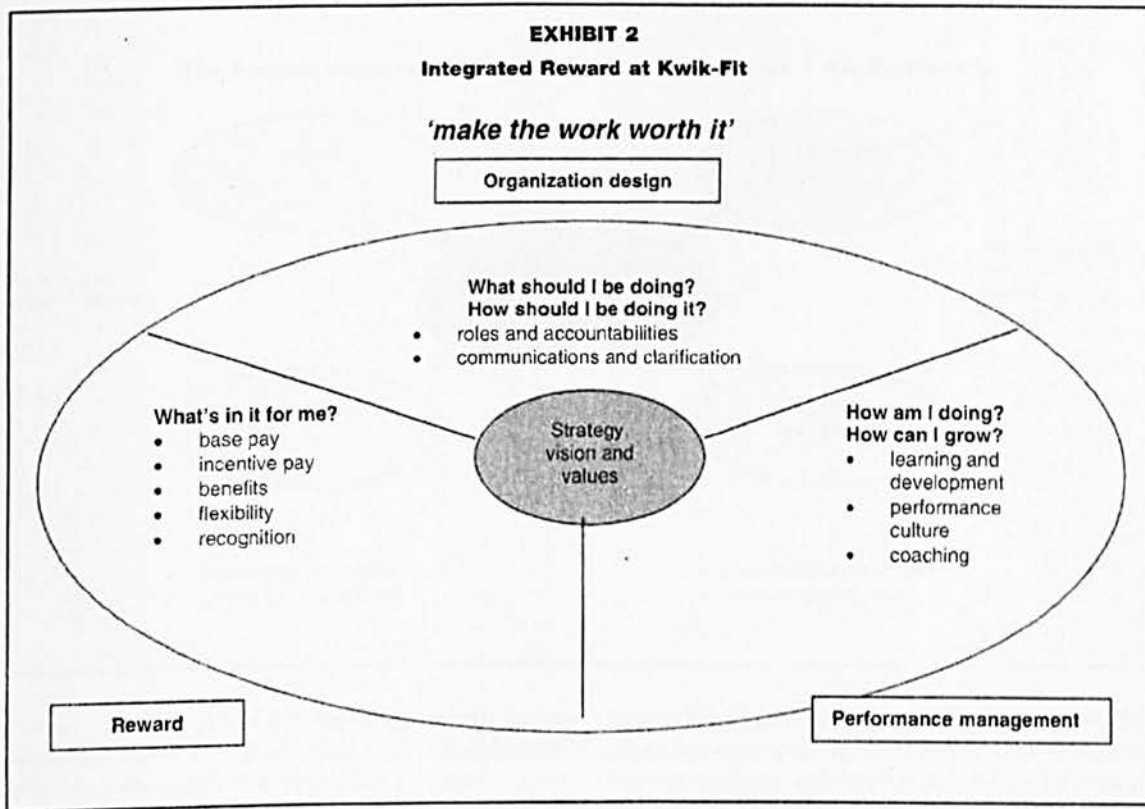 EXHIBIT 2
Integrated Reward at Kwik-Fit
'make the work worth it'
Organization design
What should I be doing?
How should I be doing it?
• roles and accountabilities
• communications and clarification
What's in it for me?
• base pay
• incentive pay
• benefits
• flexibility
• recognition
Strategy
vision and
values
How am I doing?
How can I grow?
• learning and
development
• performance
culture
• coaching
Reward
Performance management